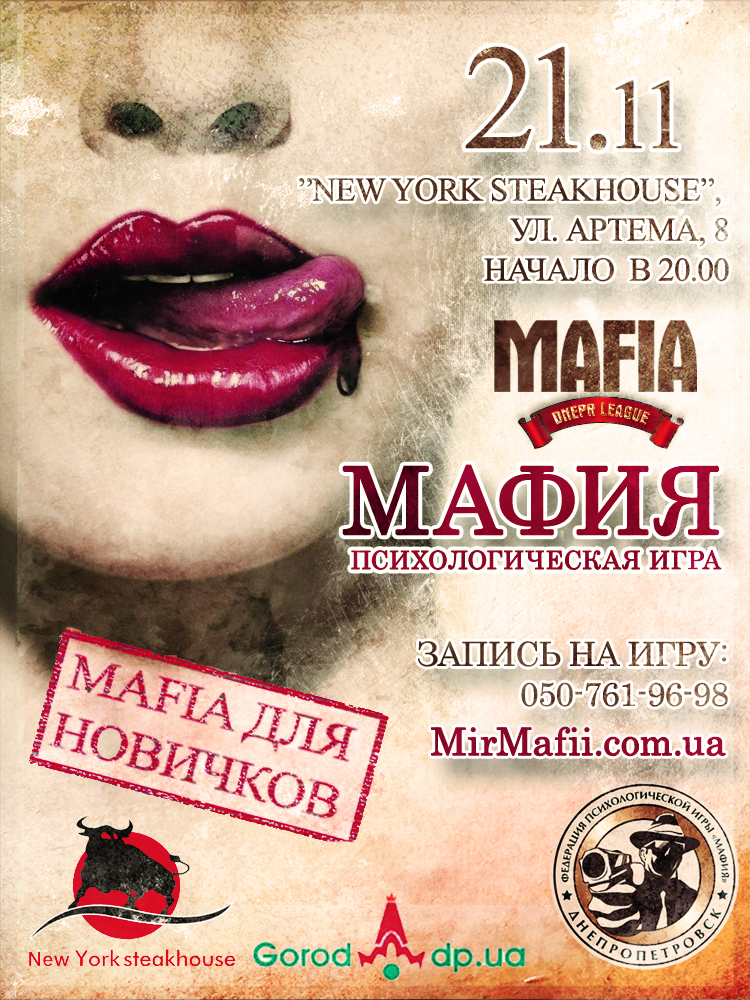 21.11
”NEW YORK STEAKHOUSE”,
УЛ. АРТЕМА, 8
НАЧАЛО В 20.00
MAFIA
DNEPR LEAGUE
МАФИЯ
ПСИХОЛОГИЧЕСКАЯ ИГРА
ЗАПИСЬ НА ИГРУ:
050-761-96-98
MirMafii.com.ua
MAFIA ДЛЯ
НОВИЧКОВ
New York steakhouse
Gorod dp.ua
ФЕДЕРАЦИЯ ПСИХОЛОГИЧЕСКОЙ ИГРЫ «МАФИЯ»
ДНЕПРОПЕТРОВСК